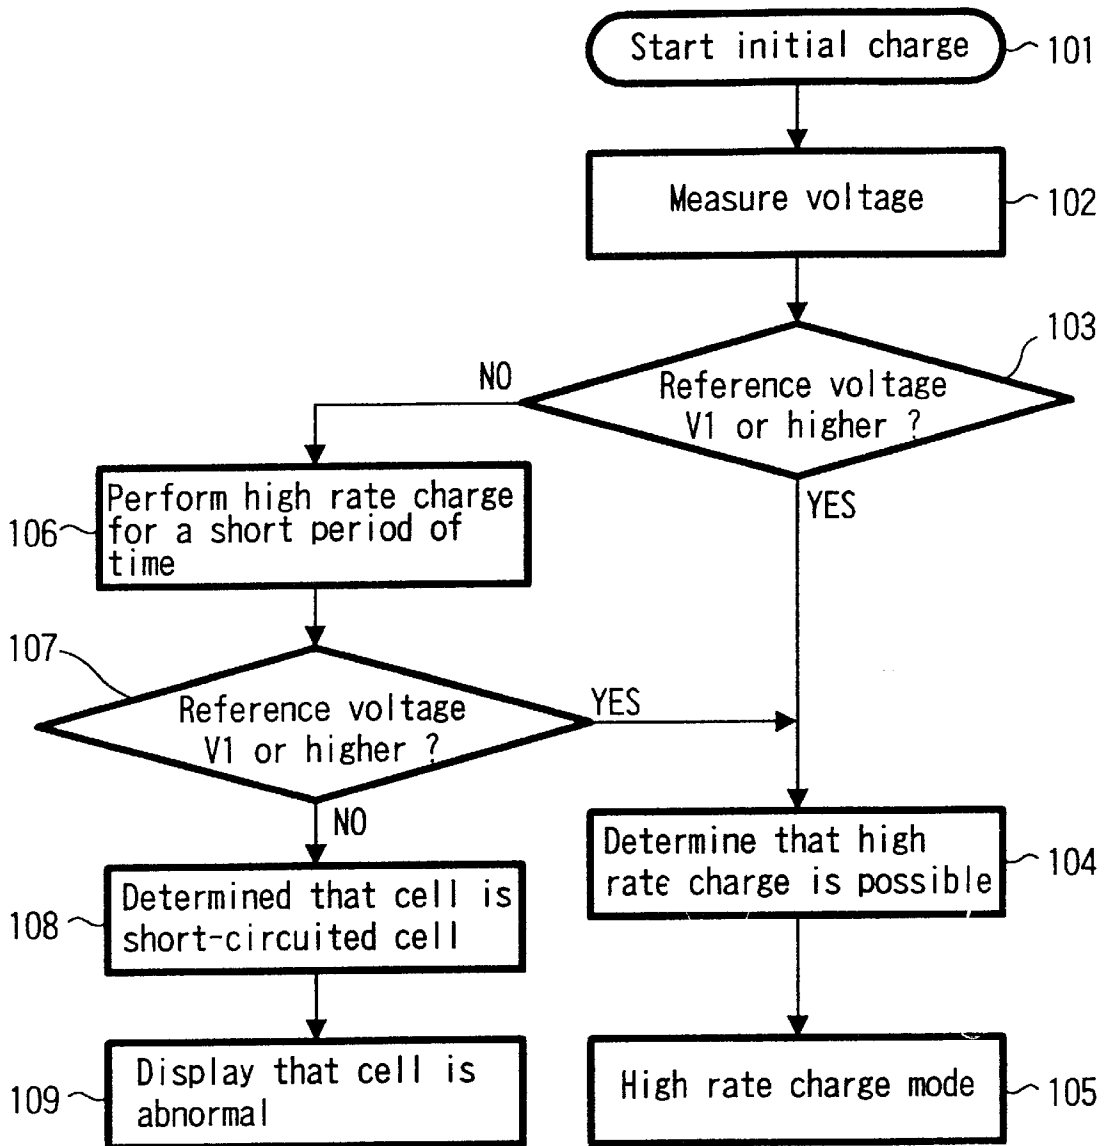 Start initial charge
101
Measure voltage
102
103
NO
Reference voltage
V1 or higher ?
YES
Perform high rate charge
for a short period of
time
106
107
Reference voltage
V1 or higher ?
YES
NO
Determine that high
rate charge is possible
104
Determined that cell is
short-circuited cell
108
Display that cell is
abnormal
109
High rate charge mode
105